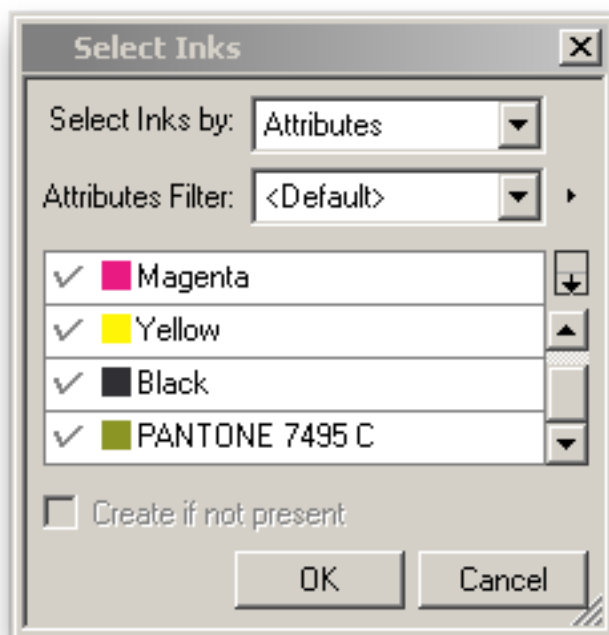 Select Inks
Select Inks by: Attributes
Attributes Filter: <Default>
Magenta
Yellow
Black
PANTONE 7495 C
Create if not present
OK Cancel